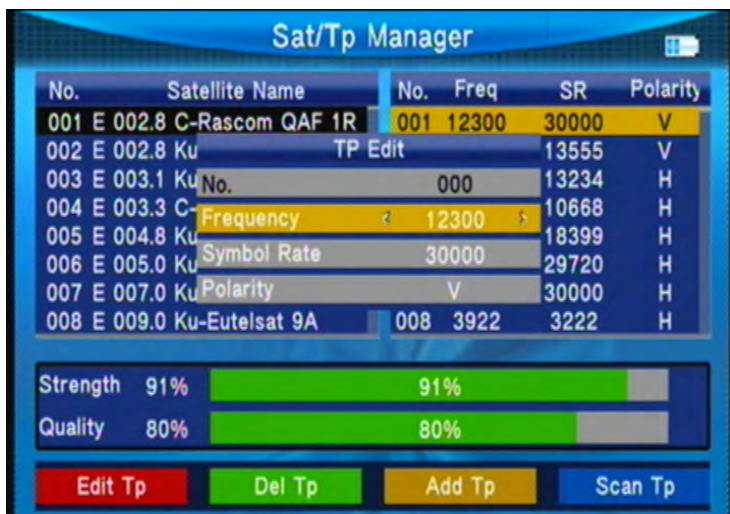 Sat/Tp Manager
No. Satellite Name
No. Freq SR Polarity
001 E 002.8 C-Rascom QAF 1R
001 12300 30000 V
002 E 002.8 Ku
13555 V
003 E 003.1 Ku
13234 H
004 E 003.3 C-
10668 H
005 E 004.8 Ku
18399 H
006 E 005.0 Ku
29720 H
007 E 007.0 Ku
30000 H
008 E 009.0 Ku-Eutelsat 9A
008 3922 3222 H
TP Edit
No. 000
Frequency 12300
Symbol Rate 30000
Polarity V
Strength 91% 91%
Quality 80% 80%
Edit Tp Del Tp Add Tp Scan Tp